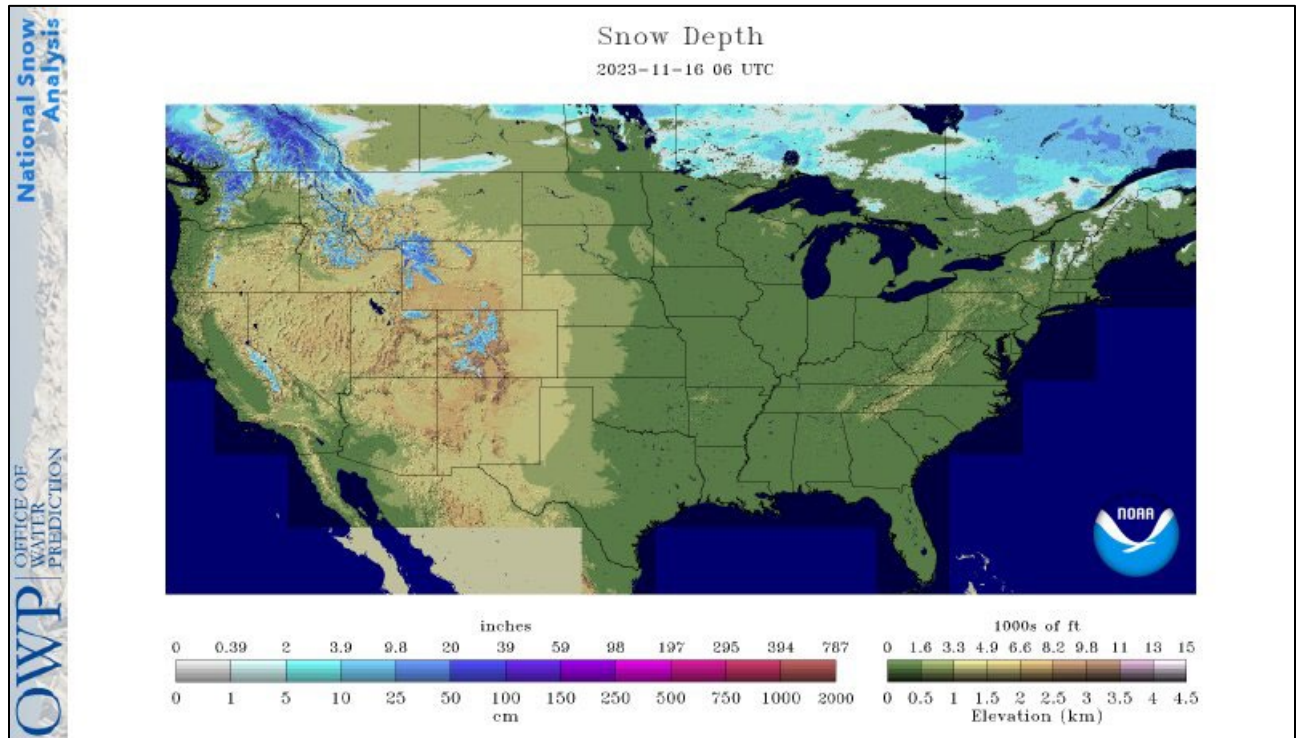 National Snow
Analysis
OWP
OFFICE OF
WATER
PREDICTION
Snow Depth
2023-11-16 06 UTC
NOAA
inches
0 0.39 2 3.9 9.8 20 39 59 98 197 295 394 787
0 1 5 10 25 50 100 150 250 500 750 1000 2000
cm
1000s of ft
0 1.6 3.3 4.9 6.6 8.2 9.8 11 13 15
0 0.5 1 1.5 2 2.5 3 3.5 4 4.5
Elevation (km)